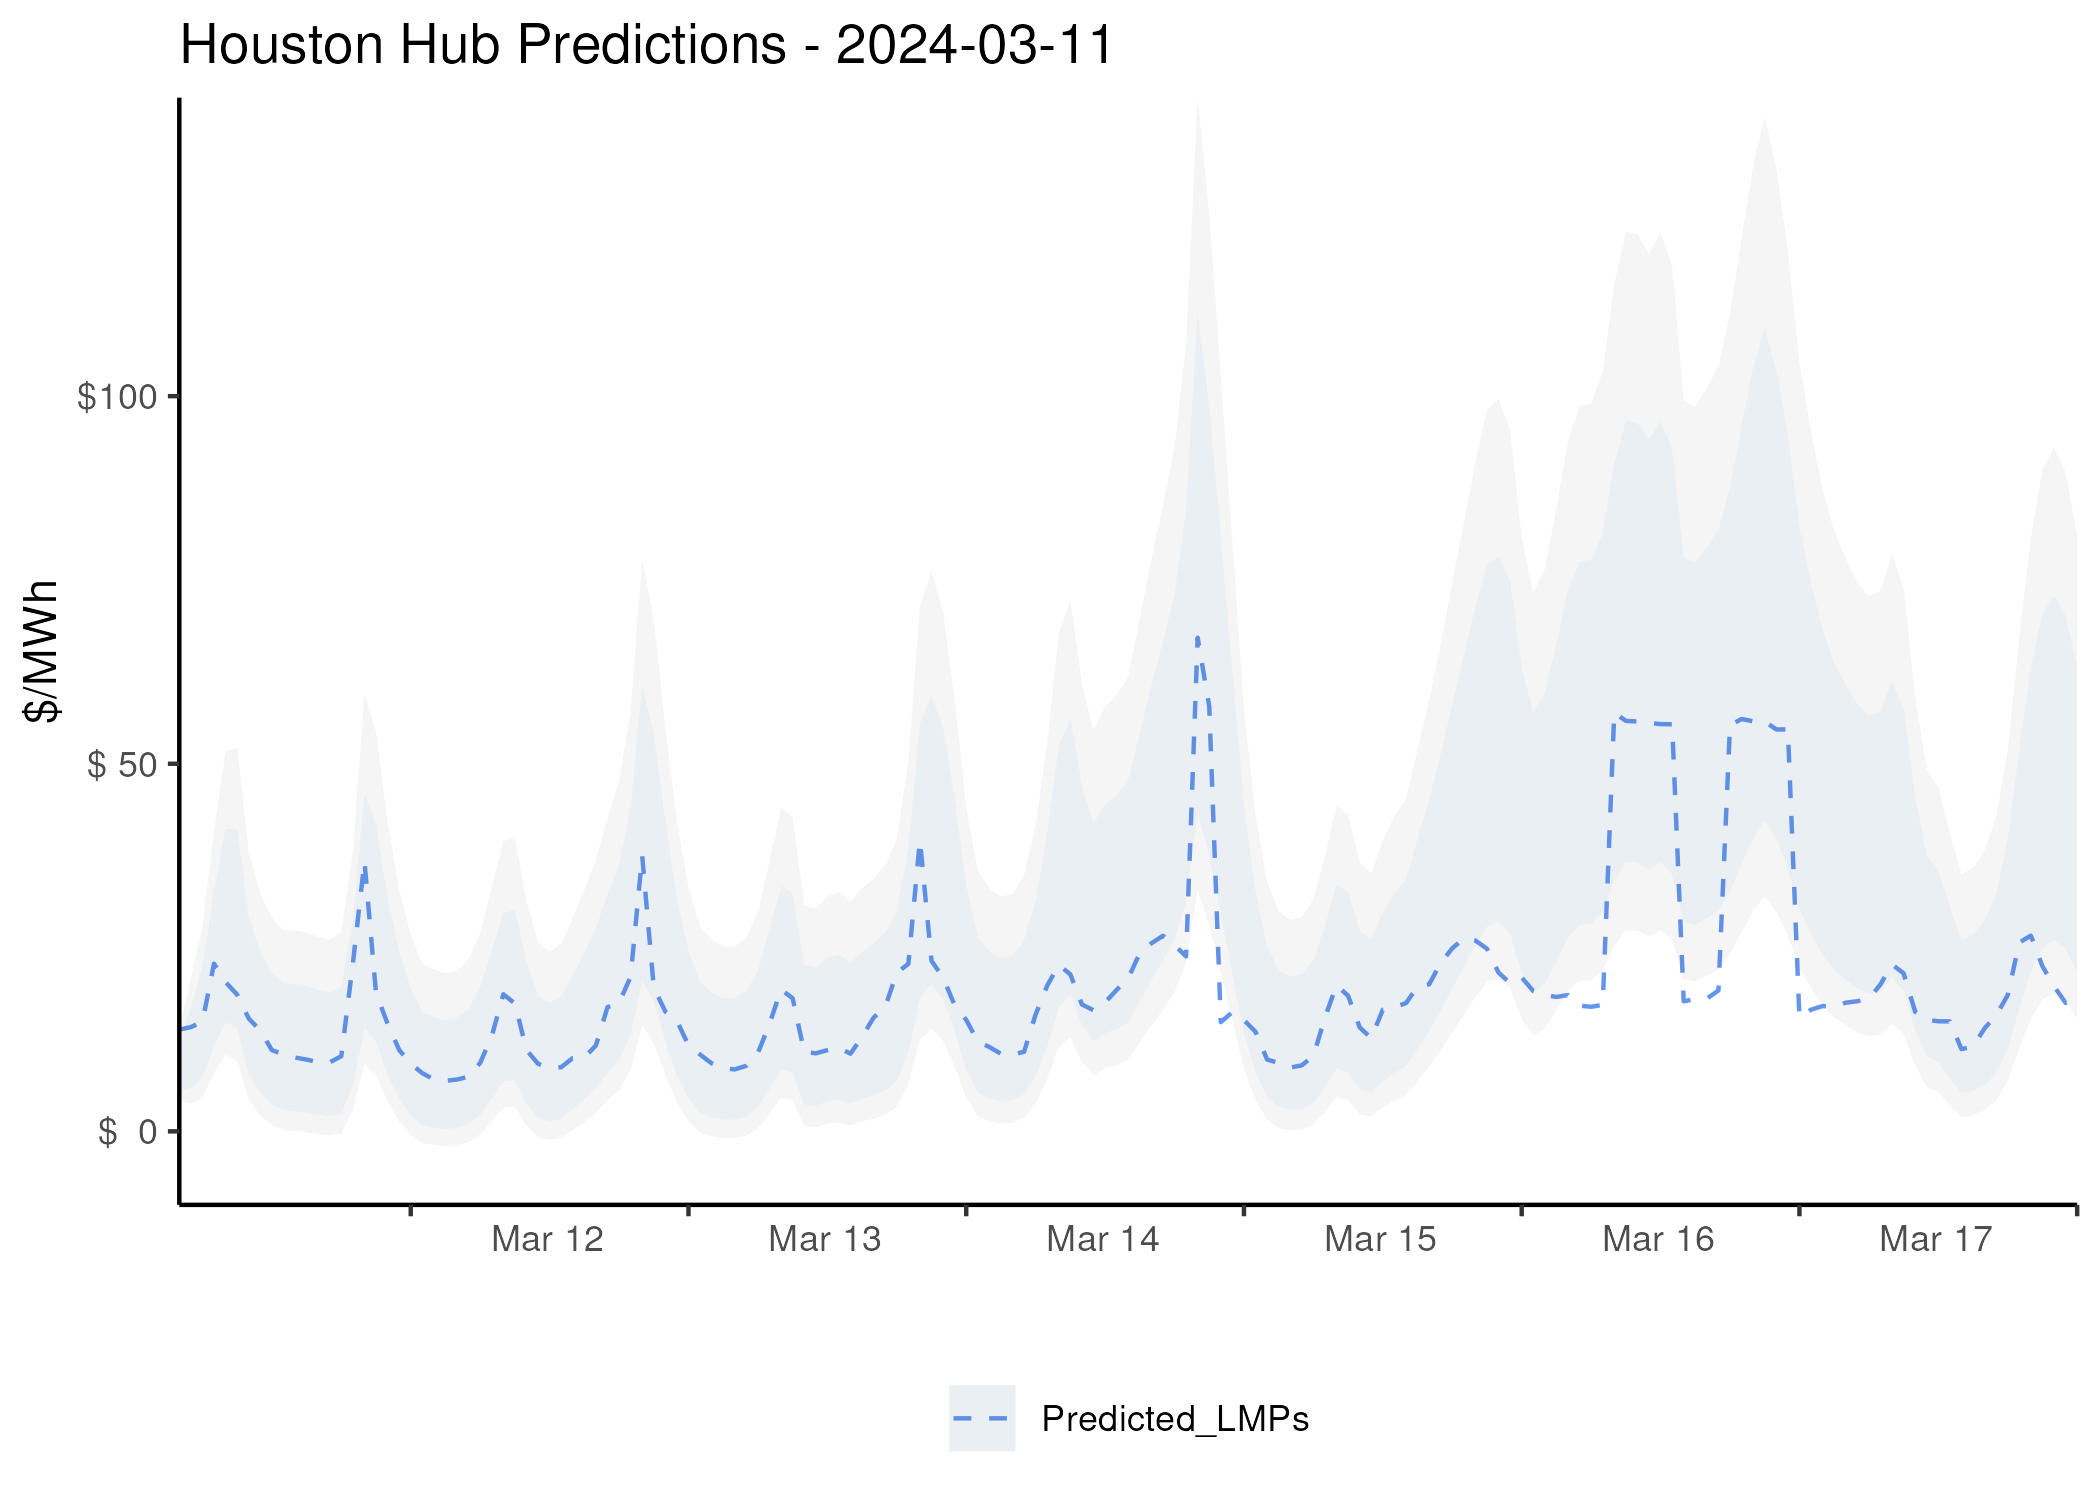 Houston Hub Predictions - 2024-03-11
$/MWh
$100
$ 50
$  0
Mar 12
Mar 13
Mar 14
Mar 15
Mar 16
Mar 17
Predicted_LMPs